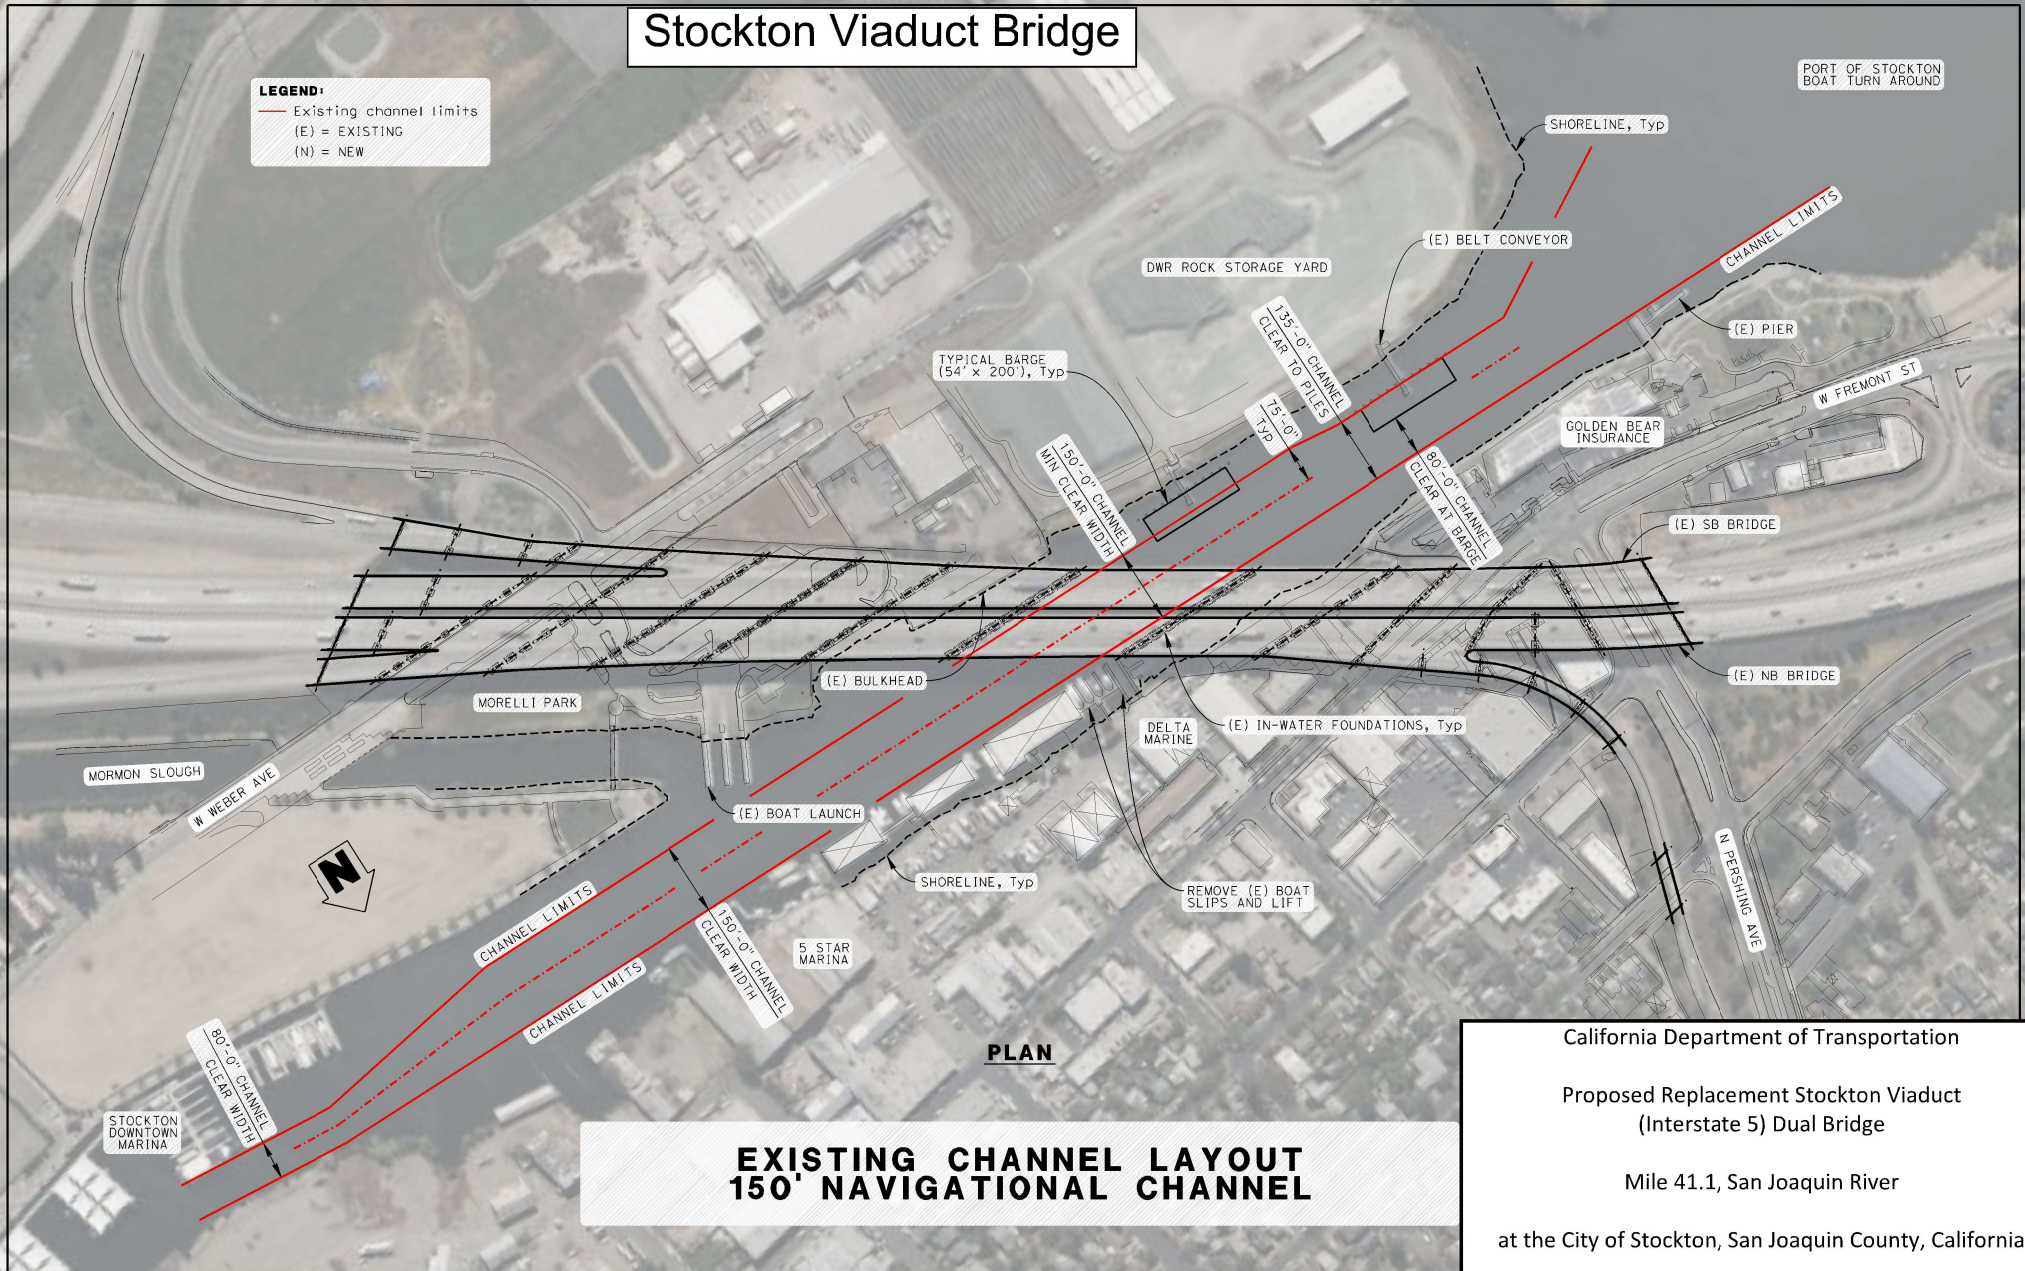 Stockton Viaduct Bridge
LEGEND:
Existing channel limits
(E) = EXISTING
(N) = NEW
PORT OF STOCKTON
BOAT TURN AROUND
SHORELINE, Typ
CHANNEL LIMITS
(E) BELT CONVEYOR
DWR ROCK STORAGE YARD
(E) PIER
135'-0" CHANNEL
CLEAR TO PILES
TYPICAL BARGE
(54' x 200'), Typ
W FREMONT ST
75'-0"
Typ
GOLDEN BEAR
INSURANCE
150'-0" CHANNEL
MIN CLEAR WIDTH
80'-0" CHANNEL
CLEAR AT BARGE
(E) SB BRIDGE
(E) BULKHEAD
(E) NB BRIDGE
MORELLI PARK
DELTA
MARINE
(E) IN-WATER FOUNDATIONS, Typ
MORMON SLOUGH
W WEBER AVE
(E) BOAT LAUNCH
N
SHORELINE, Typ
REMOVE (E) BOAT
SLIPS AND LIFT
N PERSHING AVE
CHANNEL LIMITS
150'-0" CHANNEL
CLEAR WIDTH
5 STAR
MARINA
CHANNEL LIMITS
80'-0" CHANNEL
CLEAR WIDTH
STOCKTON
DOWNTOWN
MARINA
PLAN
EXISTING CHANNEL LAYOUT
150' NAVIGATIONAL CHANNEL
California Department of Transportation
Proposed Replacement Stockton Viaduct
(Interstate 5) Dual Bridge
Mile 41.1, San Joaquin River
at the City of Stockton, San Joaquin County, California